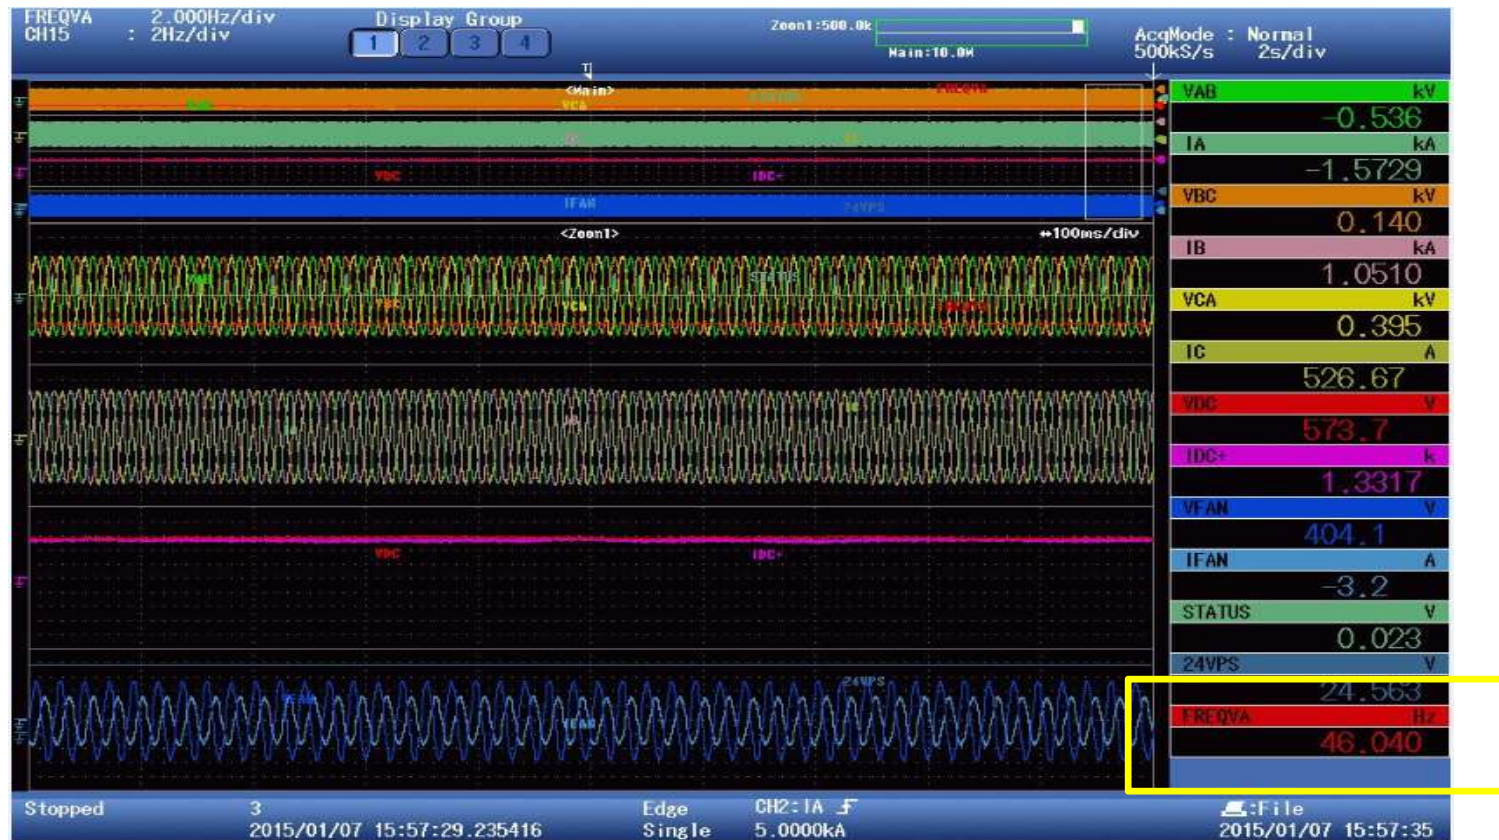 FREQVA 2.000Hz/div
CH15 : 2Hz/div
Display Group
1 2 3 4
Zoom1:500.0k
Main:10.0M
AcqMode : Normal
500kS/s 2s/div
<Main>
VCA
FREQVA
VDC
IDC+
IFAN
24VPS
<Zoom1>
↔100ms/div
VAB
STATUS
VBC
VCA
VDC
IDC+
24VPS
VFAN
IFAN
VAB kV
-0.536
IA kA
-1.5729
VBC kV
0.140
IB kA
1.0510
VCA kV
0.395
IC A
526.67
VDC V
573.7
IDC+ k
1.3317
VFAN V
404.1
IFAN A
-3.2
STATUS V
0.023
24VPS V
24.563
FREQVA Hz
46.040
Stopped
3
2015/01/07 15:57:29.235416
Edge
Single
CH2:IA
5.0000kA
:File
2015/01/07 15:57:35